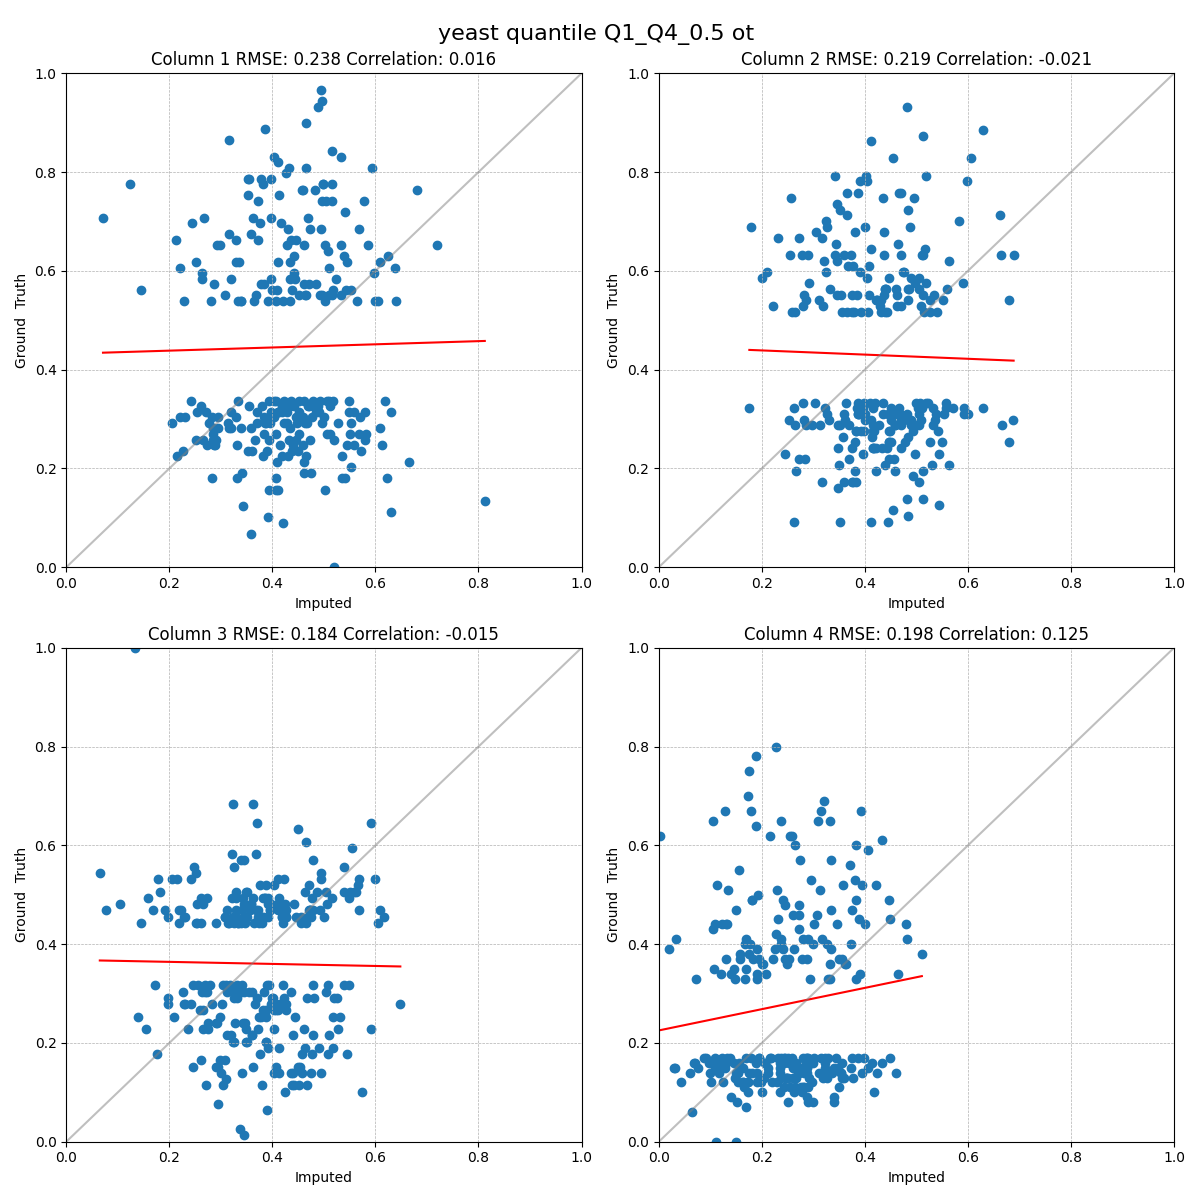 yeast quantile Q1_Q4_0.5 ot
Column 1 RMSE: 0.238 Correlation: 0.016
1.0
0.8
0.6
0.4
0.2
0.0
Ground Truth
0.0 0.2 0.4 0.6 0.8 1.0
Imputed
Column 2 RMSE: 0.219 Correlation: -0.021
1.0
0.8
0.6
0.4
0.2
0.0
Ground Truth
0.0 0.2 0.4 0.6 0.8 1.0
Imputed
Column 3 RMSE: 0.184 Correlation: -0.015
1.0
0.8
0.6
0.4
0.2
0.0
Ground Truth
0.0 0.2 0.4 0.6 0.8 1.0
Imputed
Column 4 RMSE: 0.198 Correlation: 0.125
1.0
0.8
0.6
0.4
0.2
0.0
Ground Truth
0.0 0.2 0.4 0.6 0.8 1.0
Imputed